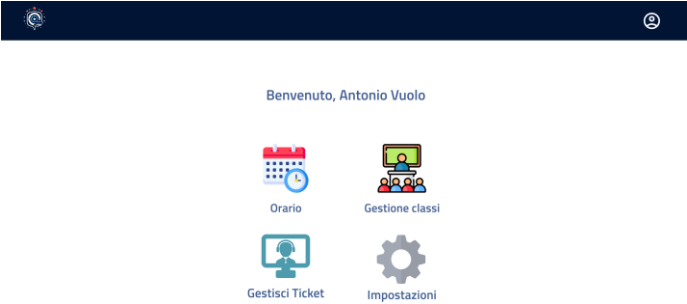 Benvenuto, Antonio Vuolo
Orario
Gestione classi
Gestisci Ticket
Impostazioni